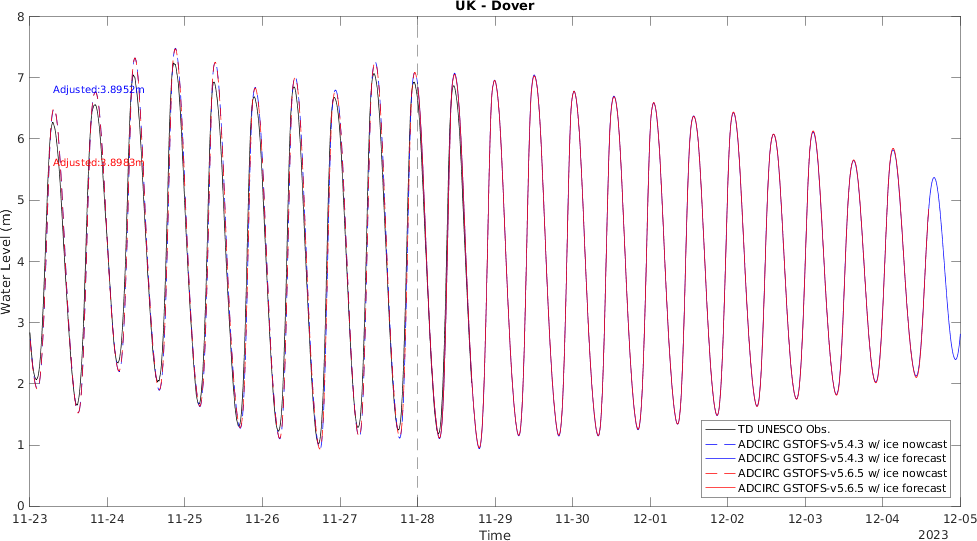 UK - Dover
8
7
6
5
4
3
2
1
0
Water Level (m)
Adjusted:3.8952m
Adjusted:3.8983m
TD UNESCO Obs.
ADCIRC GSTOFS-v5.4.3 w/ ice nowcast
ADCIRC GSTOFS-v5.4.3 w/ ice forecast
ADCIRC GSTOFS-v5.6.5 w/ ice nowcast
ADCIRC GSTOFS-v5.6.5 w/ ice forecast
11-23 11-24 11-25 11-26 11-27 11-28 11-29 11-30 12-01 12-02 12-03 12-04 12-05
Time
2023